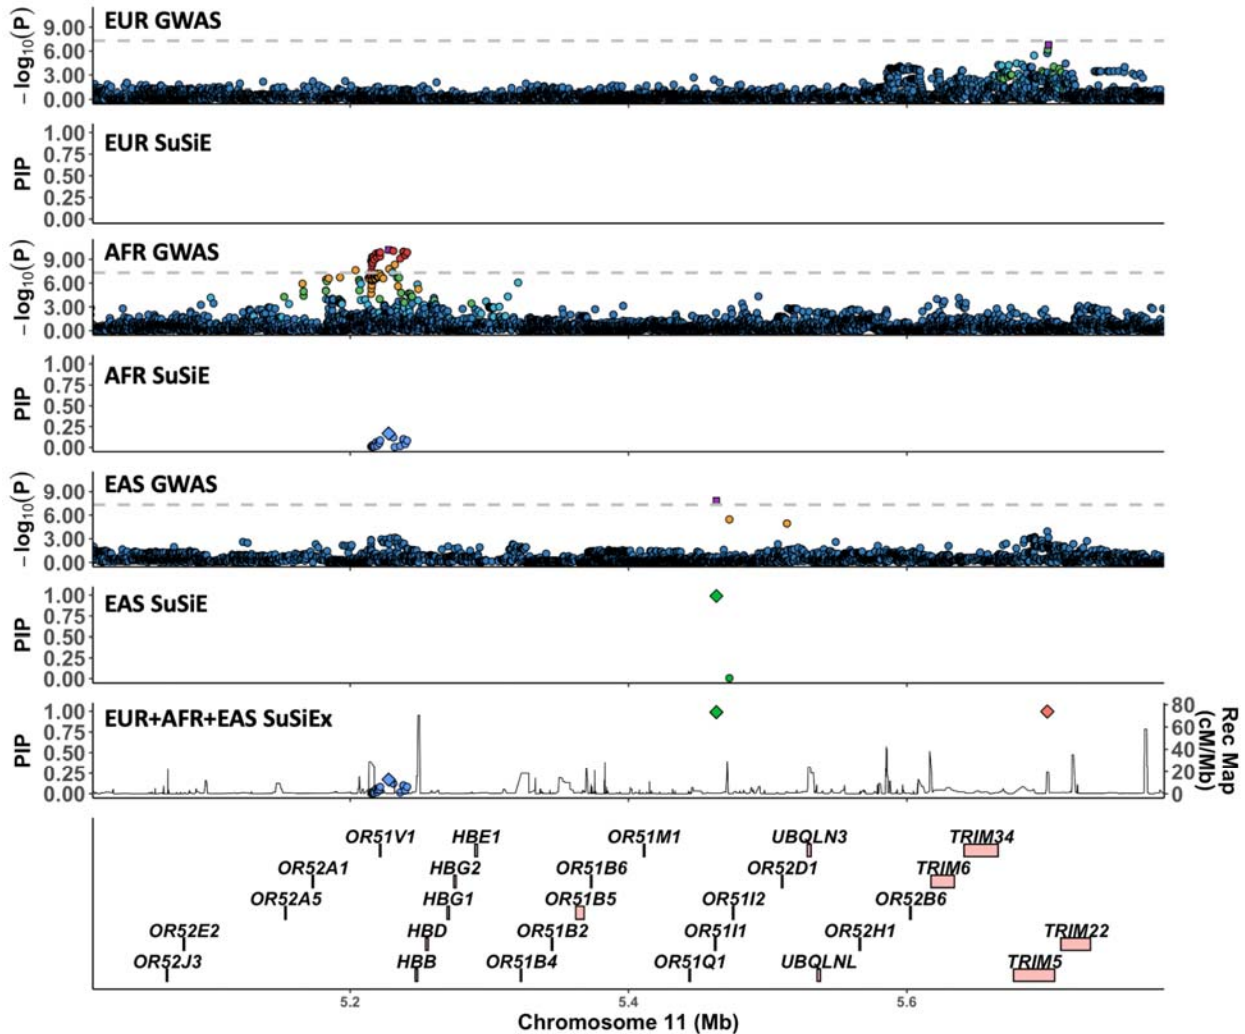 EUR GWAS
− log₁₀(P)
9.00
6.00
3.00
0.00
EUR SuSiE
PIP
1.00
0.75
0.50
0.25
0.00
AFR GWAS
− log₁₀(P)
9.00
6.00
3.00
0.00
AFR SuSiE
PIP
1.00
0.75
0.50
0.25
0.00
EAS GWAS
− log₁₀(P)
9.00
6.00
3.00
0.00
EAS SuSiE
PIP
1.00
0.75
0.50
0.25
0.00
EUR+AFR+EAS SuSiEx
PIP
1.00
0.75
0.50
0.25
0.00
80
60
40
20
0
Rec Map
(cM/Mb)
OR51V1 HBE1 OR51M1 UBQLN3 TRIM34
OR52A1 HBG2 OR51B6 OR52D1 TRIM6
OR52A5 HBG1 OR51B5 OR51I2 OR52B6
OR52E2 HBD OR51B2 OR51I1 OR52H1 TRIM22
OR52J3 HBB OR51B4 OR51Q1 UBQLNL TRIM5
5.2 5.4 5.6
Chromosome 11 (Mb)